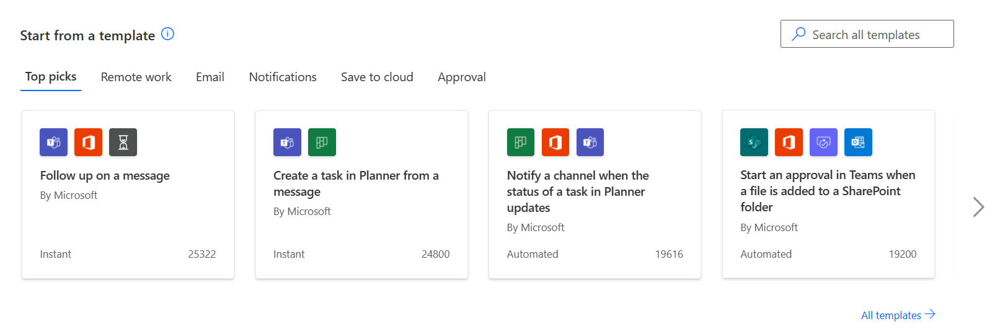 Start from a template
Search all templates
Top picks
Remote work
Email
Notifications
Save to cloud
Approval
Follow up on a message
By Microsoft
Instant
25322
Create a task in Planner from a
message
By Microsoft
Instant
24800
Notify a channel when the
status of a task in Planner
updates
By Microsoft
Automated
19616
Start an approval in Teams when
a file is added to a SharePoint
folder
By Microsoft
Automated
19200
All templates